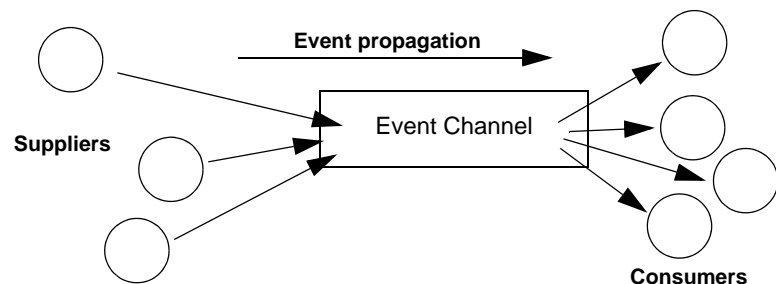 Event propagation
Event Channel
Suppliers
Consumers